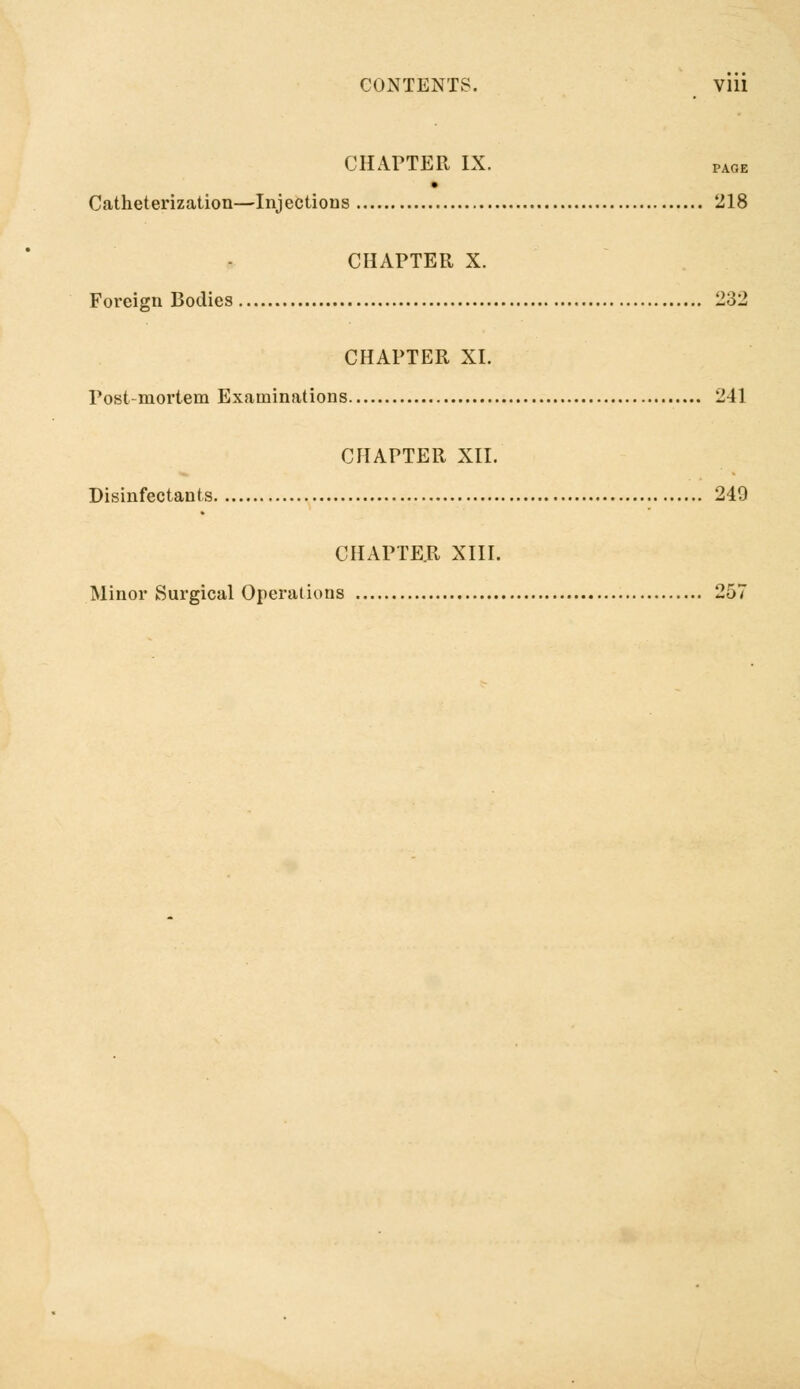 CONTENTS. viii
CHAPTER IX. PAGE
Catheterization—Injections ........ 218
CHAPTER X.
Foreign Bodies ........ 232
CHAPTER XI.
Post-mortem Examinations ........ 241
CHAPTER XII.
Disinfectants ........ 249
CHAPTER XIII.
Minor Surgical Operations ........ 257